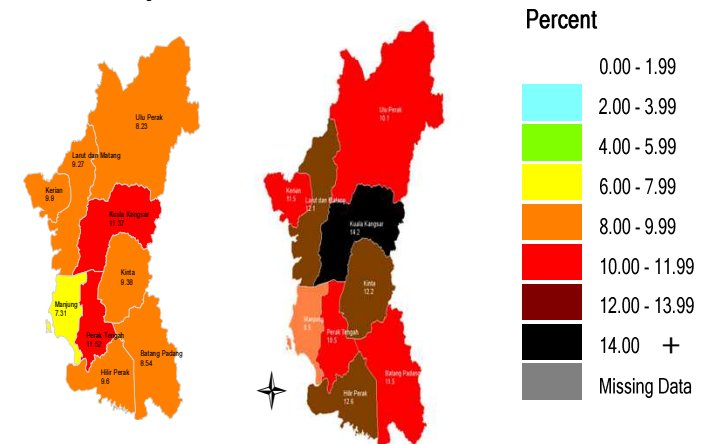 Percent
0.00 - 1.99
2.00 - 3.99
4.00 - 5.99
6.00 - 7.99
8.00 - 9.99
10.00 - 11.99
12.00 - 13.99
14.00 +
Missing Data
Ulu Perak
8.23
Larut dan Matang
9.27
Kerian
9.9
Kuala Kangsar
11.37
Kinta
9.38
Manjung
7.31
Perak Tengah
Batang Padang
8.54
Hilir Perak
9.6
Ulu Perak
10.1
Kerian
11.5
Larut dan Matang
12.1
Kuala Kangsar
14.2
Kinta
12.2
Manjung
Perak Tengah
10.5
Batang Padang
11.5
Hilir Perak
12.6